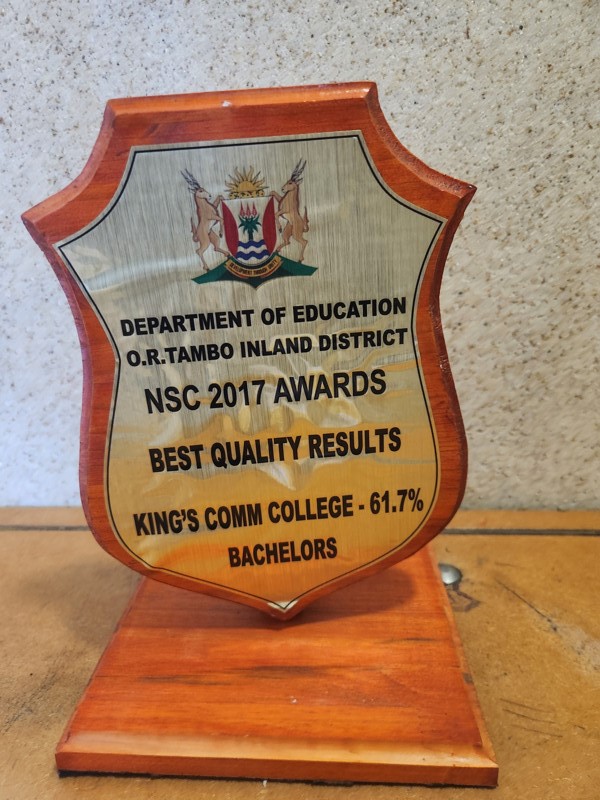 DEPARTMENT OF EDUCATION
O.R.TAMBO INLAND DISTRICT
NSC 2017 AWARDS
BEST QUALITY RESULTS
KING'S COMM COLLEGE - 61.7%
BACHELORS